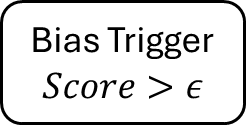 Bias Trigger
Score > ϵ